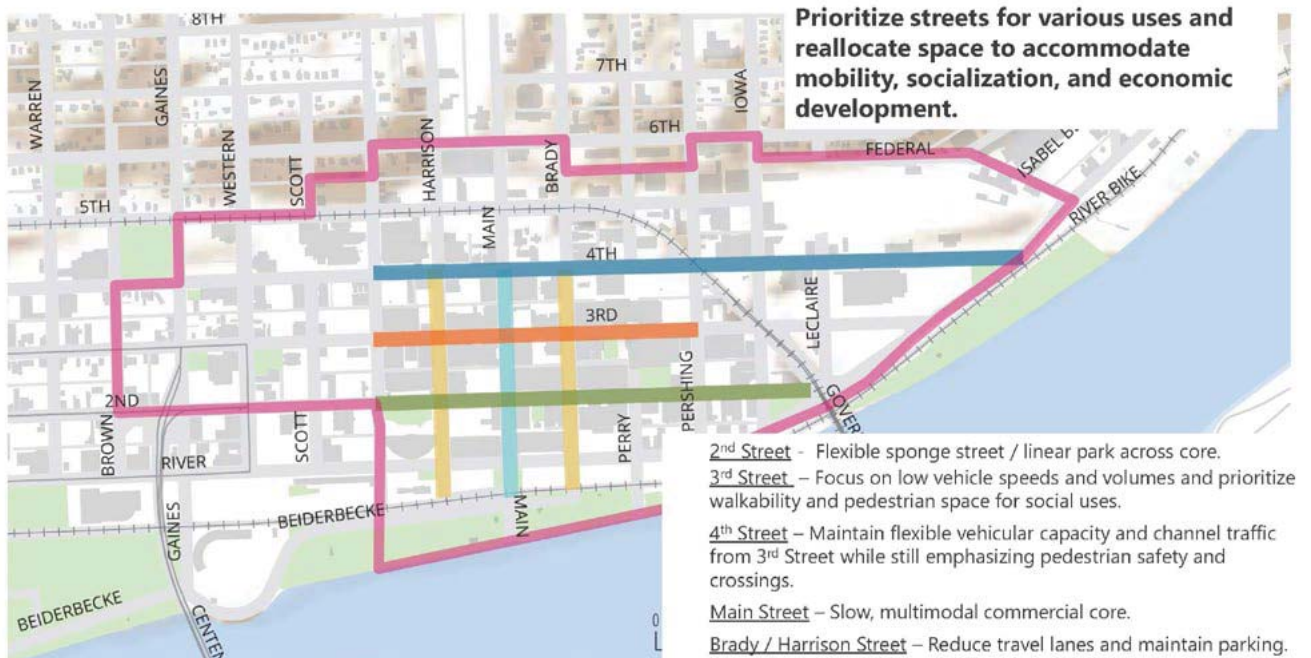 Prioritize streets for various uses and
reallocate space to accommodate
mobility, socialization, and economic
development.
8TH
7TH
6TH
FEDERAL
5TH
4TH
3RD
2ND
RIVER
BEIDERBECKE
BEIDERBECKE
WARREN
GAINES
WESTERN
SCOTT
HARRISON
MAIN
BRADY
IOWA
ISABEL B
RIVER BIKE
LECLAIRE
PERSHING
PERRY
GOVER
BROWN
SCOTT
GAINES
MAIN
CENTEN
0
2nd Street - Flexible sponge street / linear park across core.
3rd Street – Focus on low vehicle speeds and volumes and prioritize
walkability and pedestrian space for social uses.
4th Street – Maintain flexible vehicular capacity and channel traffic
from 3rd Street while still emphasizing pedestrian safety and
crossings.
Main Street – Slow, multimodal commercial core.
Brady / Harrison Street – Reduce travel lanes and maintain parking.